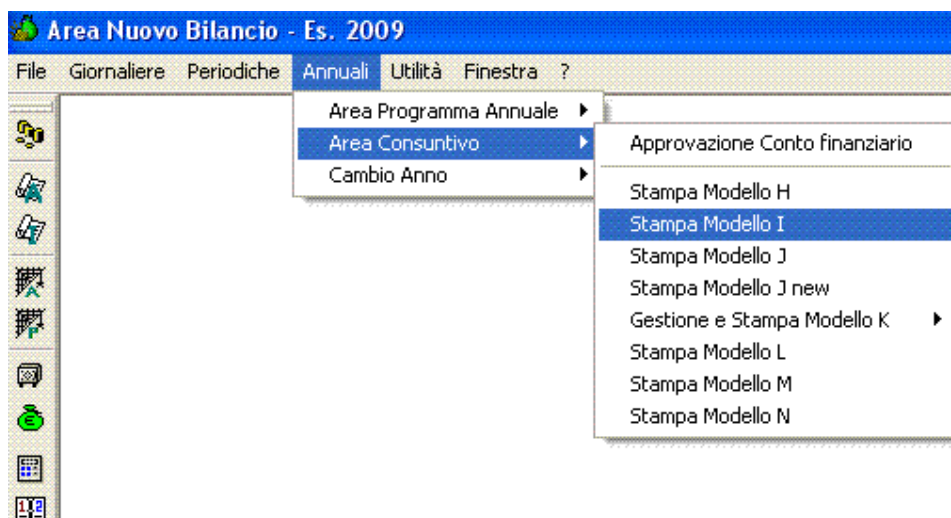 Area Nuovo Bilancio - Es. 2009
File Giornaliere Periodiche Annuali Utilità Finestra ?
Area Programma Annuale
Area Consuntivo
Cambio Anno
Approvazione Conto finanziario
Stampa Modello H
Stampa Modello I
Stampa Modello J
Stampa Modello J new
Gestione e Stampa Modello K
Stampa Modello L
Stampa Modello M
Stampa Modello N